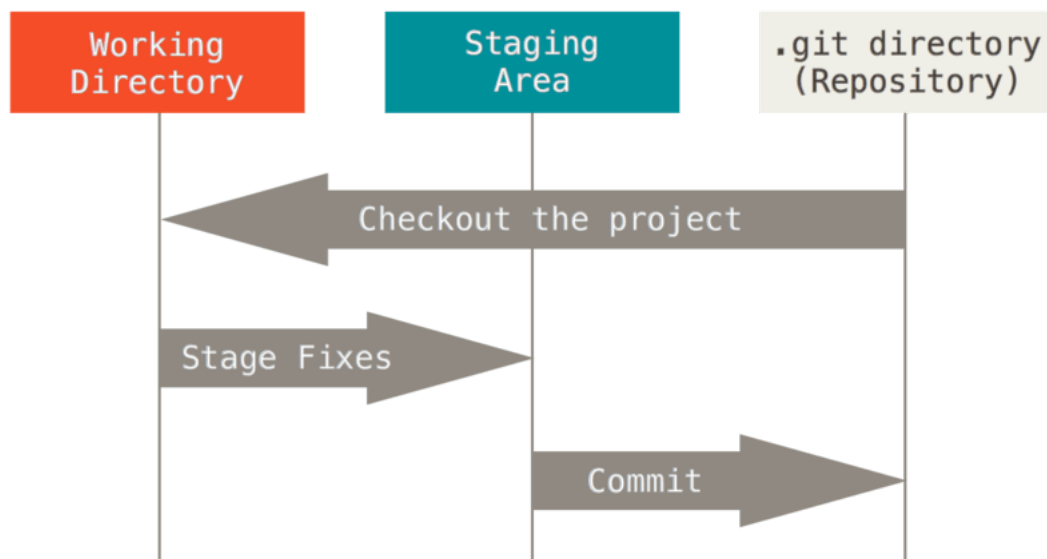 Working
Directory
Staging
Area
.git directory
(Repository)
Checkout the project
Stage Fixes
Commit